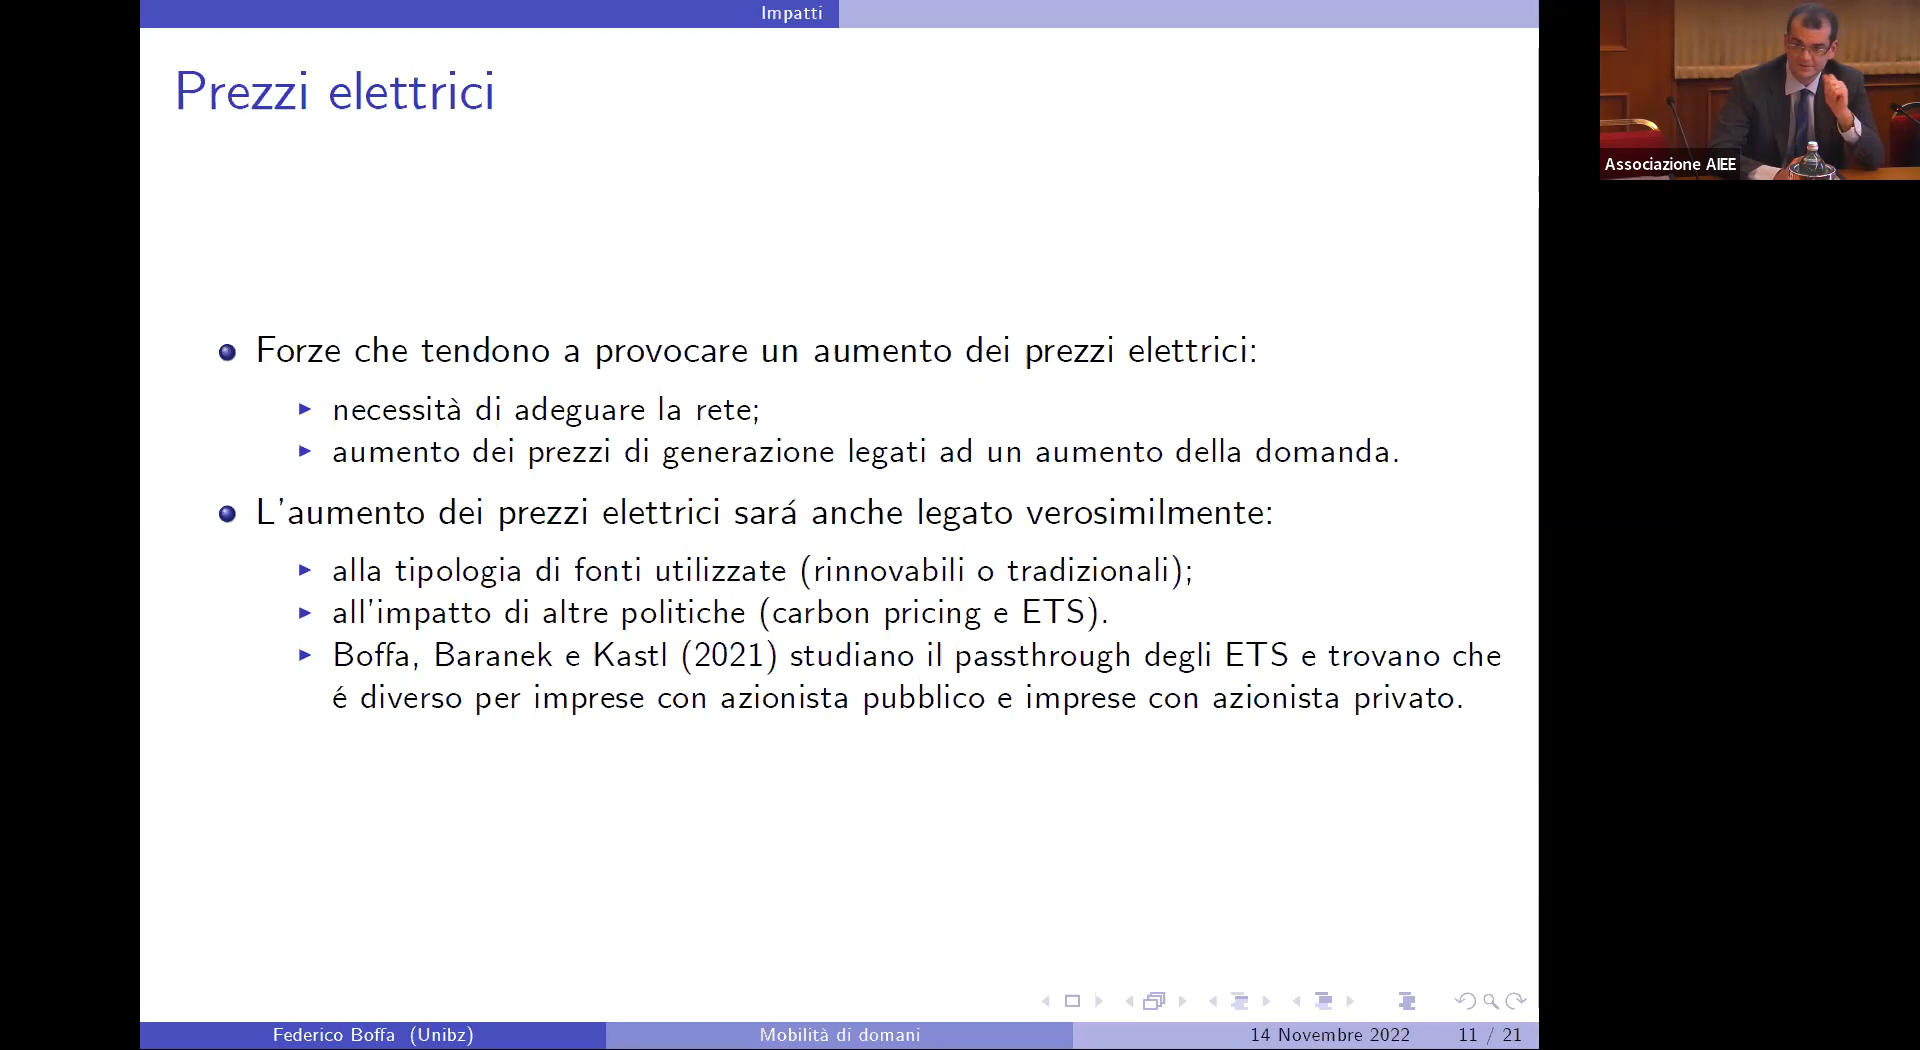 Impatti
Prezzi elettrici
Associazione AIEE
Forze che tendono a provocare un aumento dei prezzi elettrici:
necessità di adeguare la rete;
aumento dei prezzi di generazione legati ad un aumento della domanda.
L'aumento dei prezzi elettrici sará anche legato verosimilmente:
alla tipologia di fonti utilizzate (rinnovabili o tradizionali);
all'impatto di altre politiche (carbon pricing e ETS).
Boffa, Baranek e Kastl (2021) studiano il passthrough degli ETS e trovano che
é diverso per imprese con azionista pubblico e imprese con azionista privato.
Federico Boffa (Unibz) Mobilità di domani 14 Novembre 2022 11 / 21